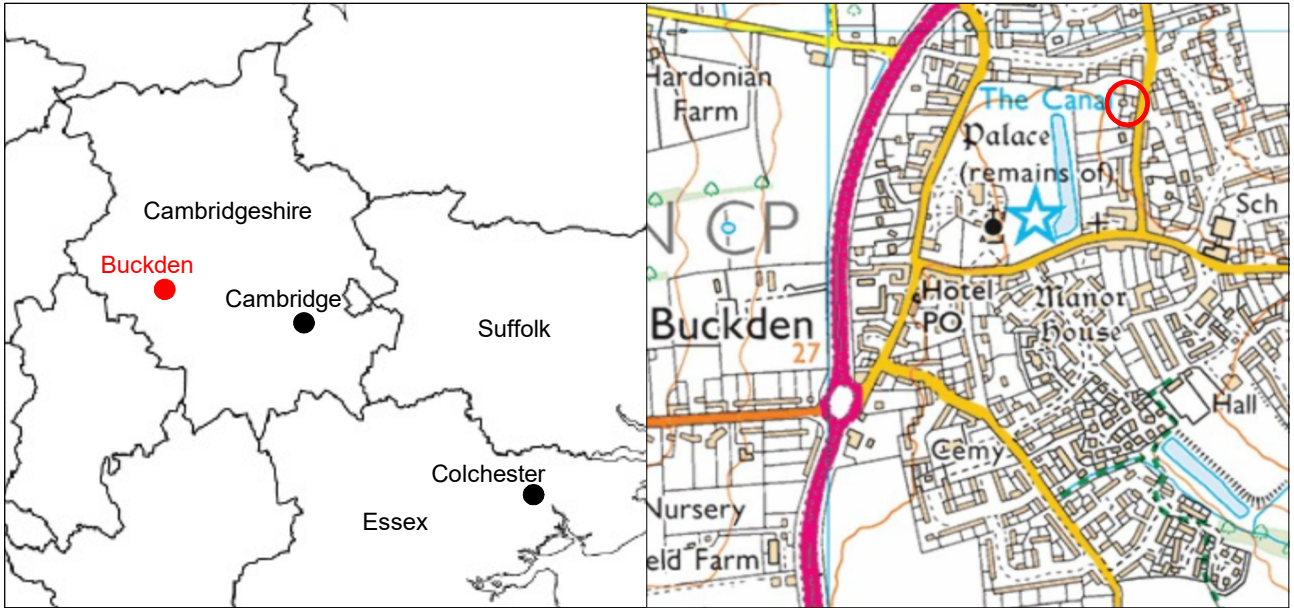 Cambridgeshire
Buckden
Cambridge
Suffolk
Colchester
Essex
Hardonian
Farm
The Cana
Palace
(remains of)
N CP
Sch
Hotel
PO
Manor
House
Buckden
27
Hall
Cemy
Nursery
eld Farm